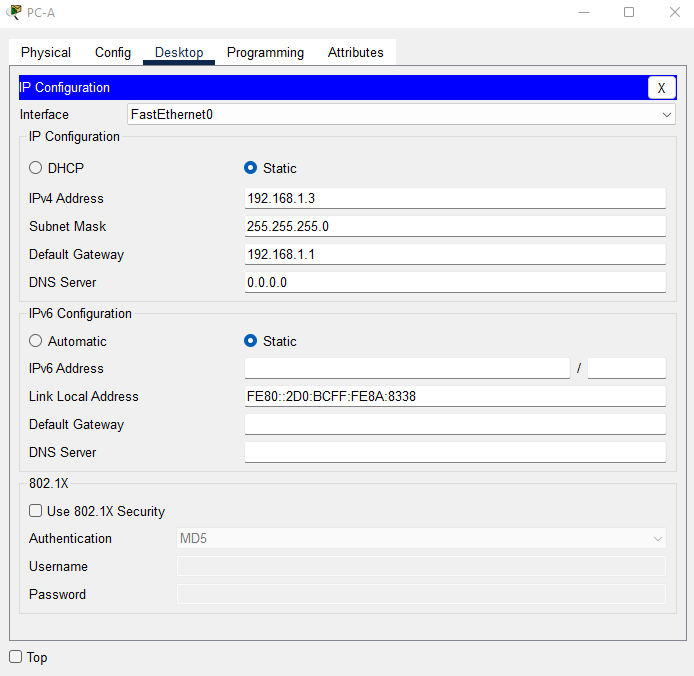 PC-A
Physical Config Desktop Programming Attributes
IP Configuration X
Interface FastEthernet0
IP Configuration
DHCP Static
IPv4 Address 192.168.1.3
Subnet Mask 255.255.255.0
Default Gateway 192.168.1.1
DNS Server 0.0.0.0
IPv6 Configuration
Automatic Static
IPv6 Address /
Link Local Address FE80::2D0:BCFF:FE8A:8338
Default Gateway
DNS Server
802.1X
Use 802.1X Security
Authentication MD5
Username
Password
Top